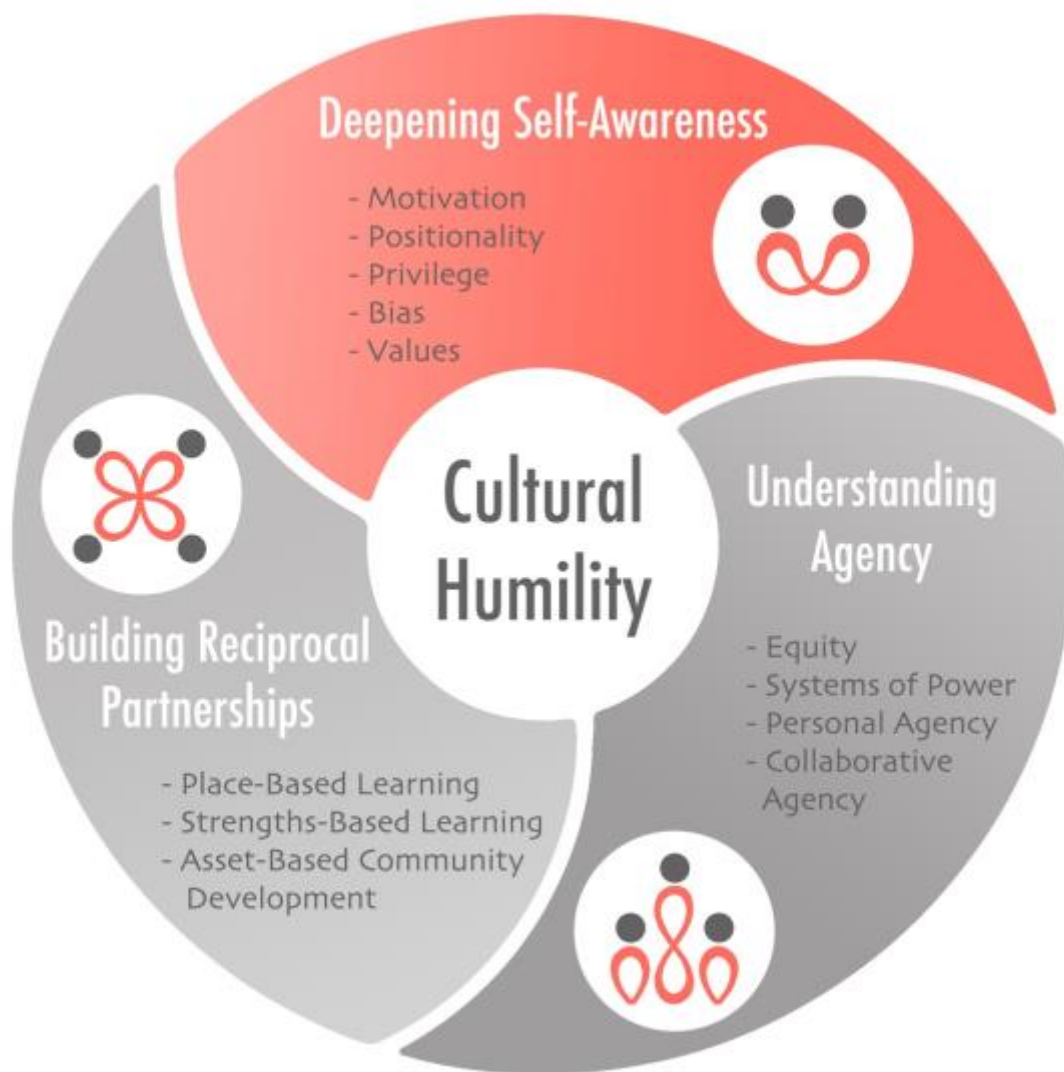 Deepening Self-Awareness
- Motivation
- Positionality
- Privilege
- Bias
- Values
Cultural
Humility
Understanding
Agency
- Equity
- Systems of Power
- Personal Agency
- Collaborative
Agency
Building Reciprocal
Partnerships
- Place-Based Learning
- Strengths-Based Learning
- Asset-Based Community
Development